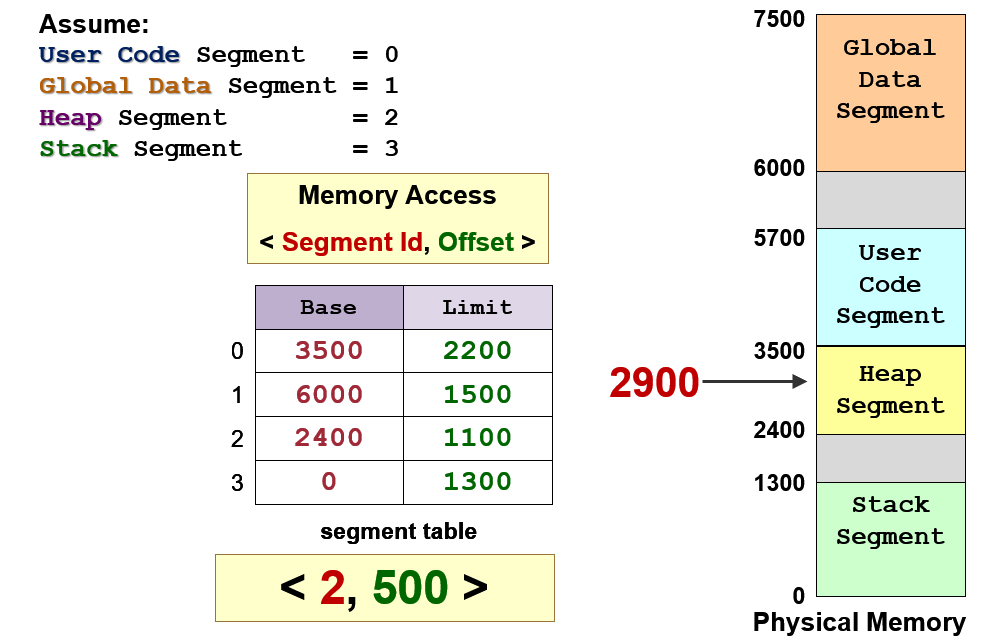 Assume:
User Code Segment = 0
Global Data Segment = 1
Heap Segment = 2
Stack Segment = 3
Memory Access
< Segment Id, Offset >
Base Limit
0 3500 2200
1 6000 1500
2 2400 1100
3 0 1300
segment table
< 2, 500 >
2900
7500
Global
Data
Segment
6000
5700
User
Code
Segment
3500
Heap
Segment
2400
1300
Stack
Segment
0
Physical Memory